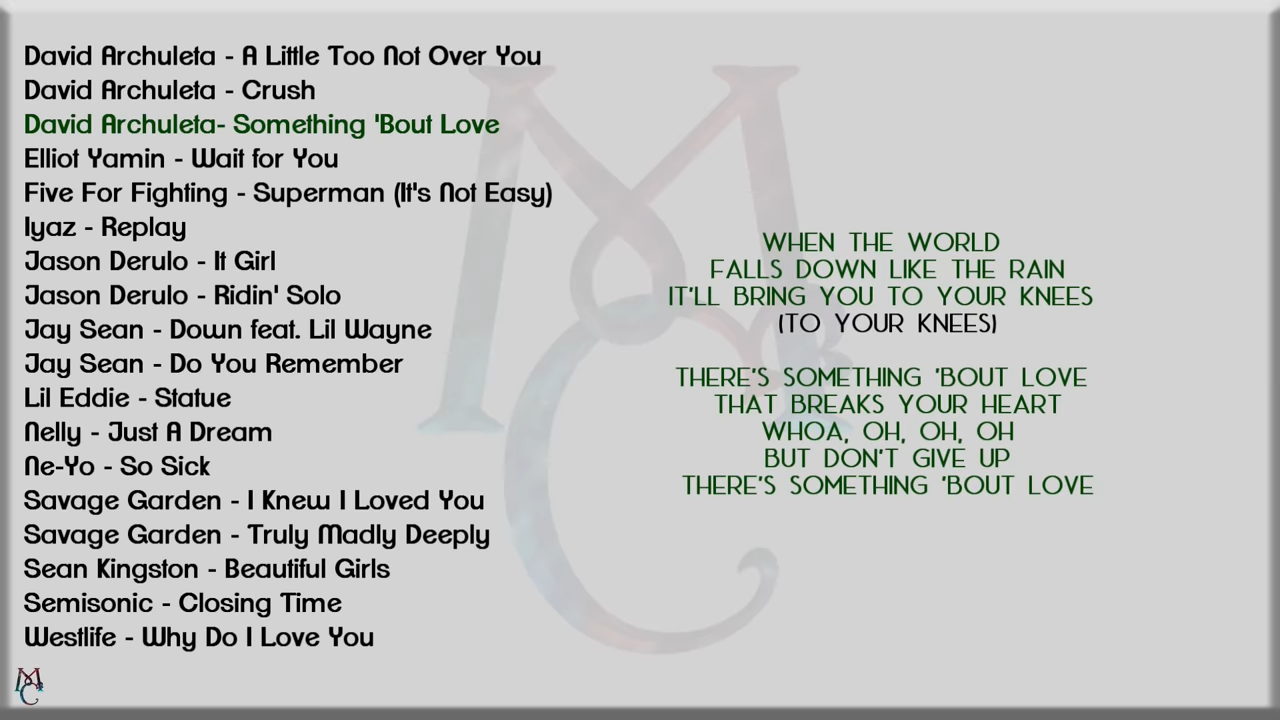 David Archuleta - A Little Too Not Over You
David Archuleta - Crush
David Archuleta- Something 'Bout Love
Elliot Yamin - Wait for You
Five For Fighting - Superman (It's Not Easy)
Iyaz - Replay
Jason Derulo - It Girl
Jason Derulo - Ridin' Solo
Jay Sean - Down feat. Lil Wayne
Jay Sean - Do You Remember
Lil Eddie - Statue
Nelly - Just A Dream
Ne-Yo - So Sick
Savage Garden - I Knew I Loved You
Savage Garden - Truly Madly Deeply
Sean Kingston - Beautiful Girls
Semisonic - Closing Time
Westlife - Why Do I Love You
WHEN THE WORLD
FALLS DOWN LIKE THE RAIN
IT'LL BRING YOU TO YOUR KNEES
(TO YOUR KNEES)
THERE'S SOMETHING 'BOUT LOVE
THAT BREAKS YOUR HEART
WHOA, OH, OH, OH
BUT DON'T GIVE UP
THERE'S SOMETHING 'BOUT LOVE